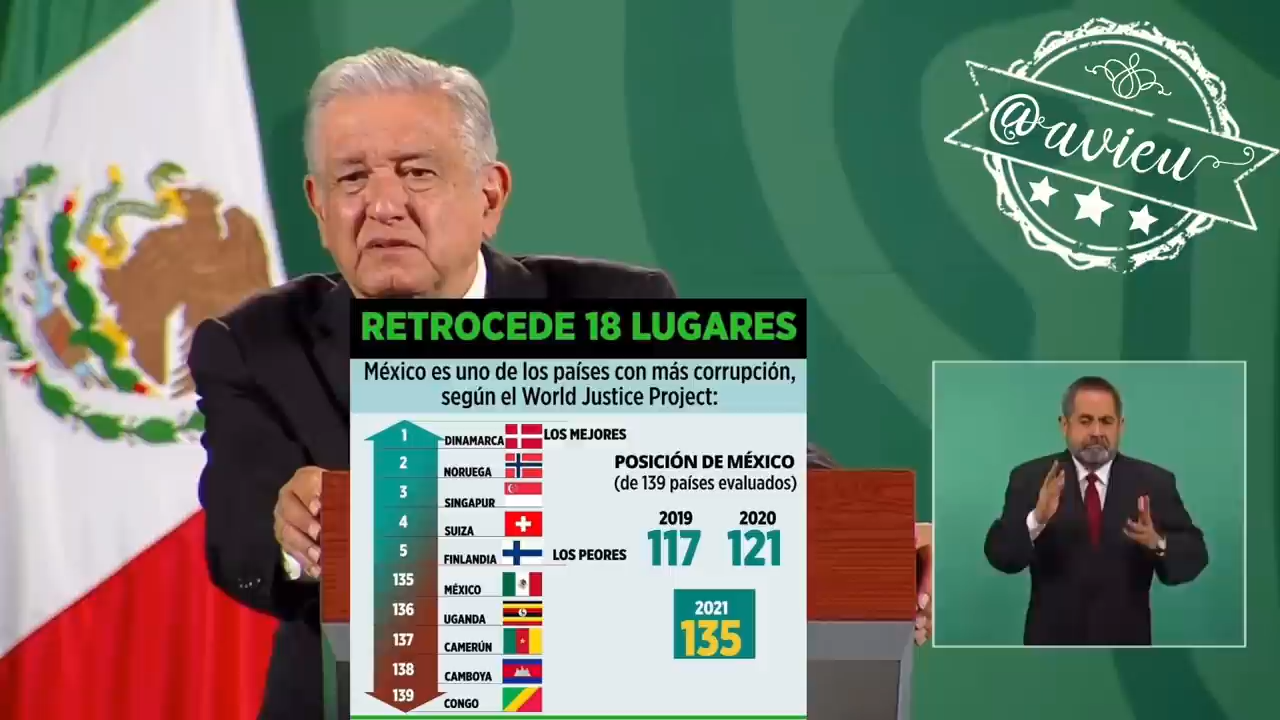 @avieu
RETROCEDE 18 LUGARES
México es uno de los países con más corrupción,
según el World Justice Project:
1 DINAMARCA LOS MEJORES
2 NORUEGA
3 SINGAPUR
4 SUIZA
5 FINLANDIA LOS PEORES
135 MÉXICO
136 UGANDA
137 CAMERÚN
138 CAMBOYA
139 CONGO
POSICIÓN DE MÉXICO
(de 139 países evaluados)
2019 2020
117 121
2021
135